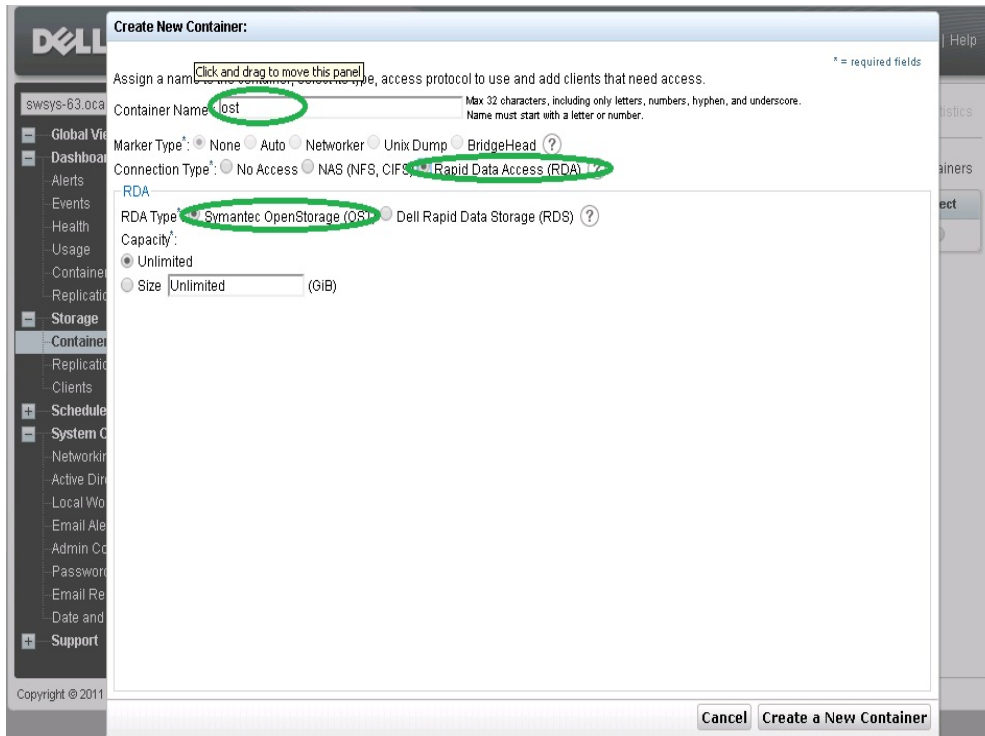 DELL
Create New Container:
| Help
* = required fields
Click and drag to move this panel
Assign a name to the container, select its type, access protocol to use and add clients that need access.
swsys-63.oca
Container Name*: ost
Max 32 characters, including only letters, numbers, hyphen, and underscore.
Name must start with a letter or number.
tistics
Marker Type*: None Auto Networker Unix Dump BridgeHead ?
Connection Type*: No Access NAS (NFS, CIFS) Rapid Data Access (RDA) ?
ainers
RDA
ect
RDA Type*: Symantec OpenStorage (OST) Dell Rapid Data Storage (RDS) ?
Capacity*:
Unlimited
Size Unlimited (GiB)
Global Vie
Dashboar
Alerts
Events
Health
Usage
Container
Replicatio
Storage
Container
Replicatio
Clients
Schedule
System C
Networkin
Active Dire
Local Wo
Email Ale
Admin Co
Password
Email Re
Date and
Support
Copyright © 2011
Cancel
Create a New Container